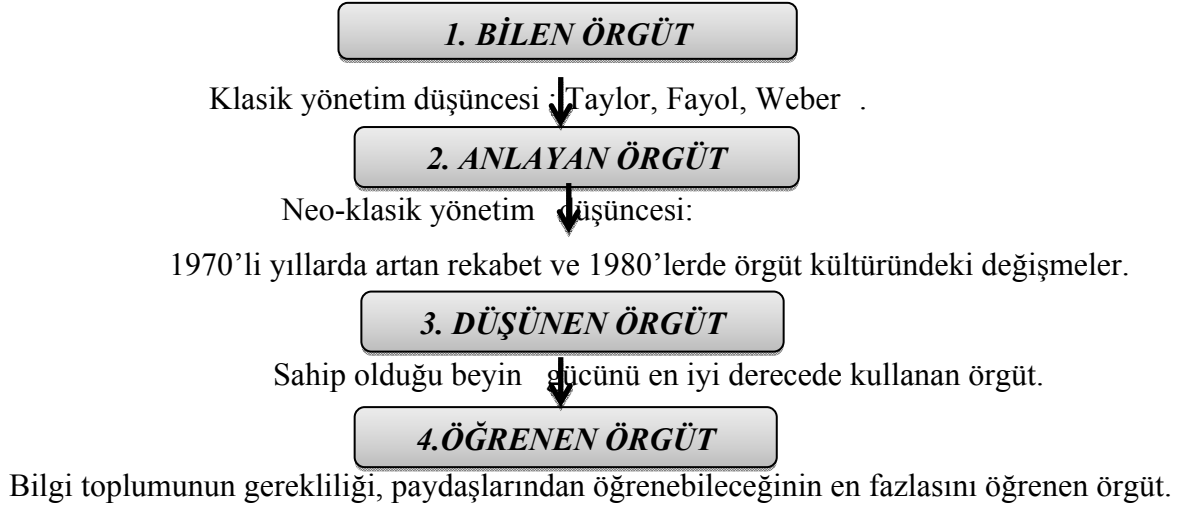 1. BİLEN ÖRGÜT
Klasik yönetim düşüncesi : Taylor, Fayol, Weber .
2. ANLAYAN ÖRGÜT
Neo-klasik yönetim düşüncesi:
1970’li yıllarda artan rekabet ve 1980’lerde örgüt kültüründeki değişmeler.
3. DÜŞÜNEN ÖRGÜT
Sahip olduğu beyin gücünü en iyi derecede kullanan örgüt.
4.ÖĞRENEN ÖRGÜT
Bilgi toplumunun gerekliliği, paydaşlarından öğrenebileceğinin en fazlasını öğrenen örgüt.